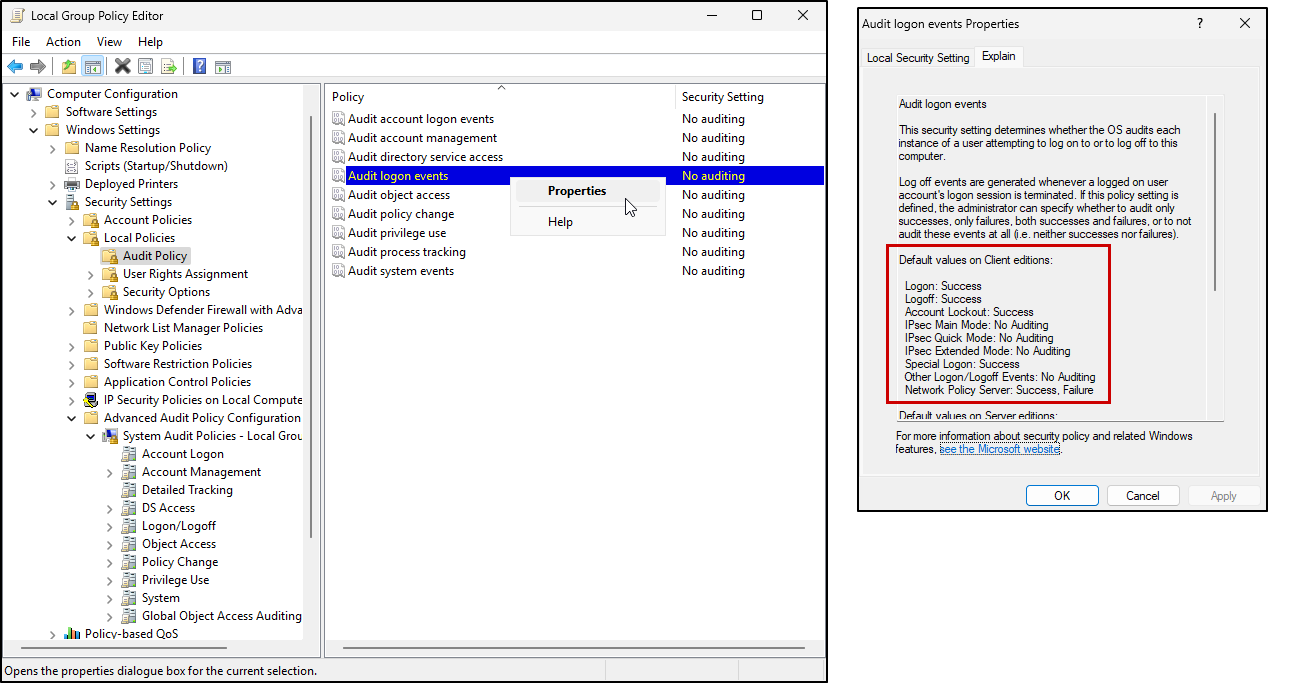 Local Group Policy Editor
File Action View Help
Computer Configuration
Software Settings
Windows Settings
Name Resolution Policy
Scripts (Startup/Shutdown)
Deployed Printers
Security Settings
Account Policies
Local Policies
Audit Policy
User Rights Assignment
Security Options
Windows Defender Firewall with Adva
Network List Manager Policies
Public Key Policies
Software Restriction Policies
Application Control Policies
IP Security Policies on Local Compute
Advanced Audit Policy Configuration
System Audit Policies - Local Grou
Account Logon
Account Management
Detailed Tracking
DS Access
Logon/Logoff
Object Access
Policy Change
Privilege Use
System
Global Object Access Auditing
Policy-based QoS
Policy Security Setting
Audit account logon events No auditing
Audit account management No auditing
Audit directory service access No auditing
Audit logon events No auditing
Audit object access No auditing
Audit policy change No auditing
Audit privilege use No auditing
Audit process tracking No auditing
Audit system events No auditing
Properties
Help
Opens the properties dialogue box for the current selection.
Audit logon events Properties
Local Security Setting Explain
Audit logon events
This security setting determines whether the OS audits each
instance of a user attempting to log on to or to log off to this
computer.
Log off events are generated whenever a logged on user
account's logon session is terminated. If this policy setting is
defined, the administrator can specify whether to audit only
successes, only failures, both successes and failures, or to not
audit these events at all (i.e. neither successes nor failures).
Default values on Client editions:
Logon: Success
Logoff: Success
Account Lockout: Success
IPsec Main Mode: No Auditing
IPsec Quick Mode: No Auditing
IPsec Extended Mode: No Auditing
Special Logon: Success
Other Logon/Logoff Events: No Auditing
Network Policy Server: Success, Failure
Default values on Server editions:
For more information about security policy and related Windows
features, see the Microsoft website.
OK Cancel Apply